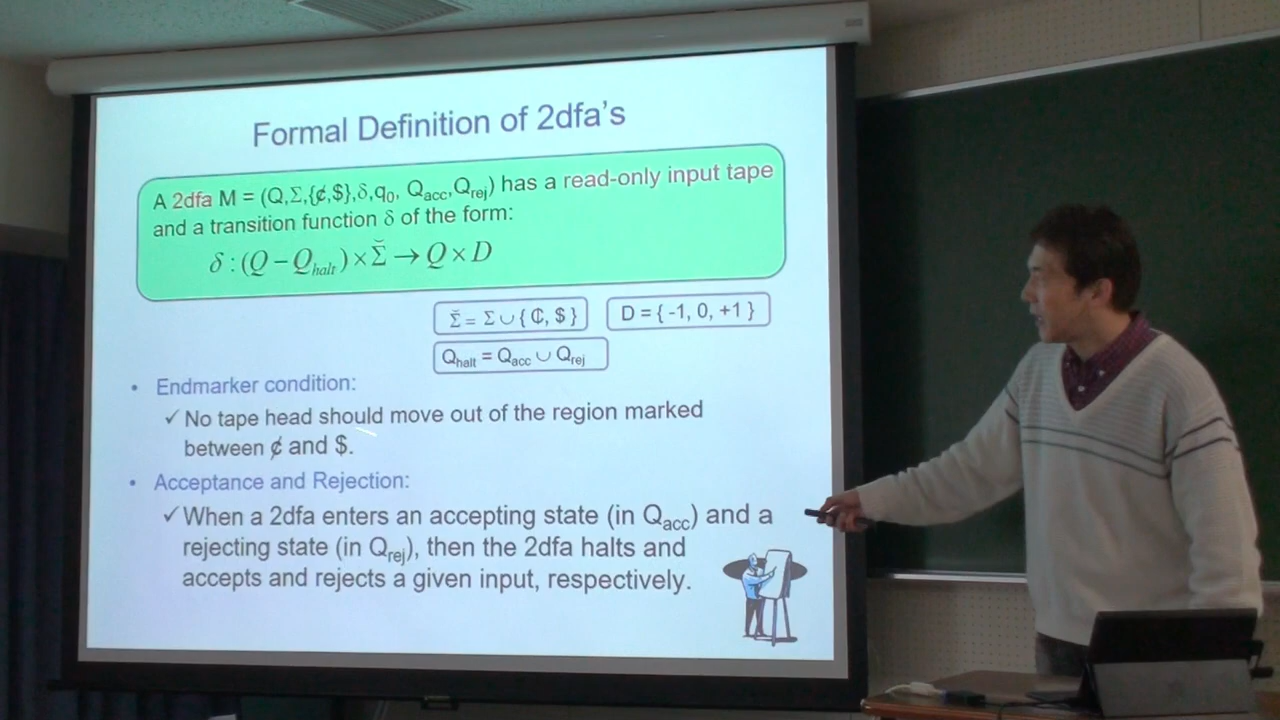 Formal Definition of 2dfa's
A 2dfa M = (Q,Σ,{¢,$},δ,q₀, Qacc,Qrej) has a read-only input tape
and a transition function δ of the form:
δ : (Q − Qhalt) × Σ̆ → Q × D
Σ̆ = Σ ∪ { ₵, $ }
D = { -1, 0, +1 }
Qhalt = Qacc ∪ Qrej
• Endmarker condition:
✓ No tape head should move out of the region marked
between ¢ and $.
• Acceptance and Rejection:
✓ When a 2dfa enters an accepting state (in Qacc) and a
rejecting state (in Qrej), then the 2dfa halts and
accepts and rejects a given input, respectively.